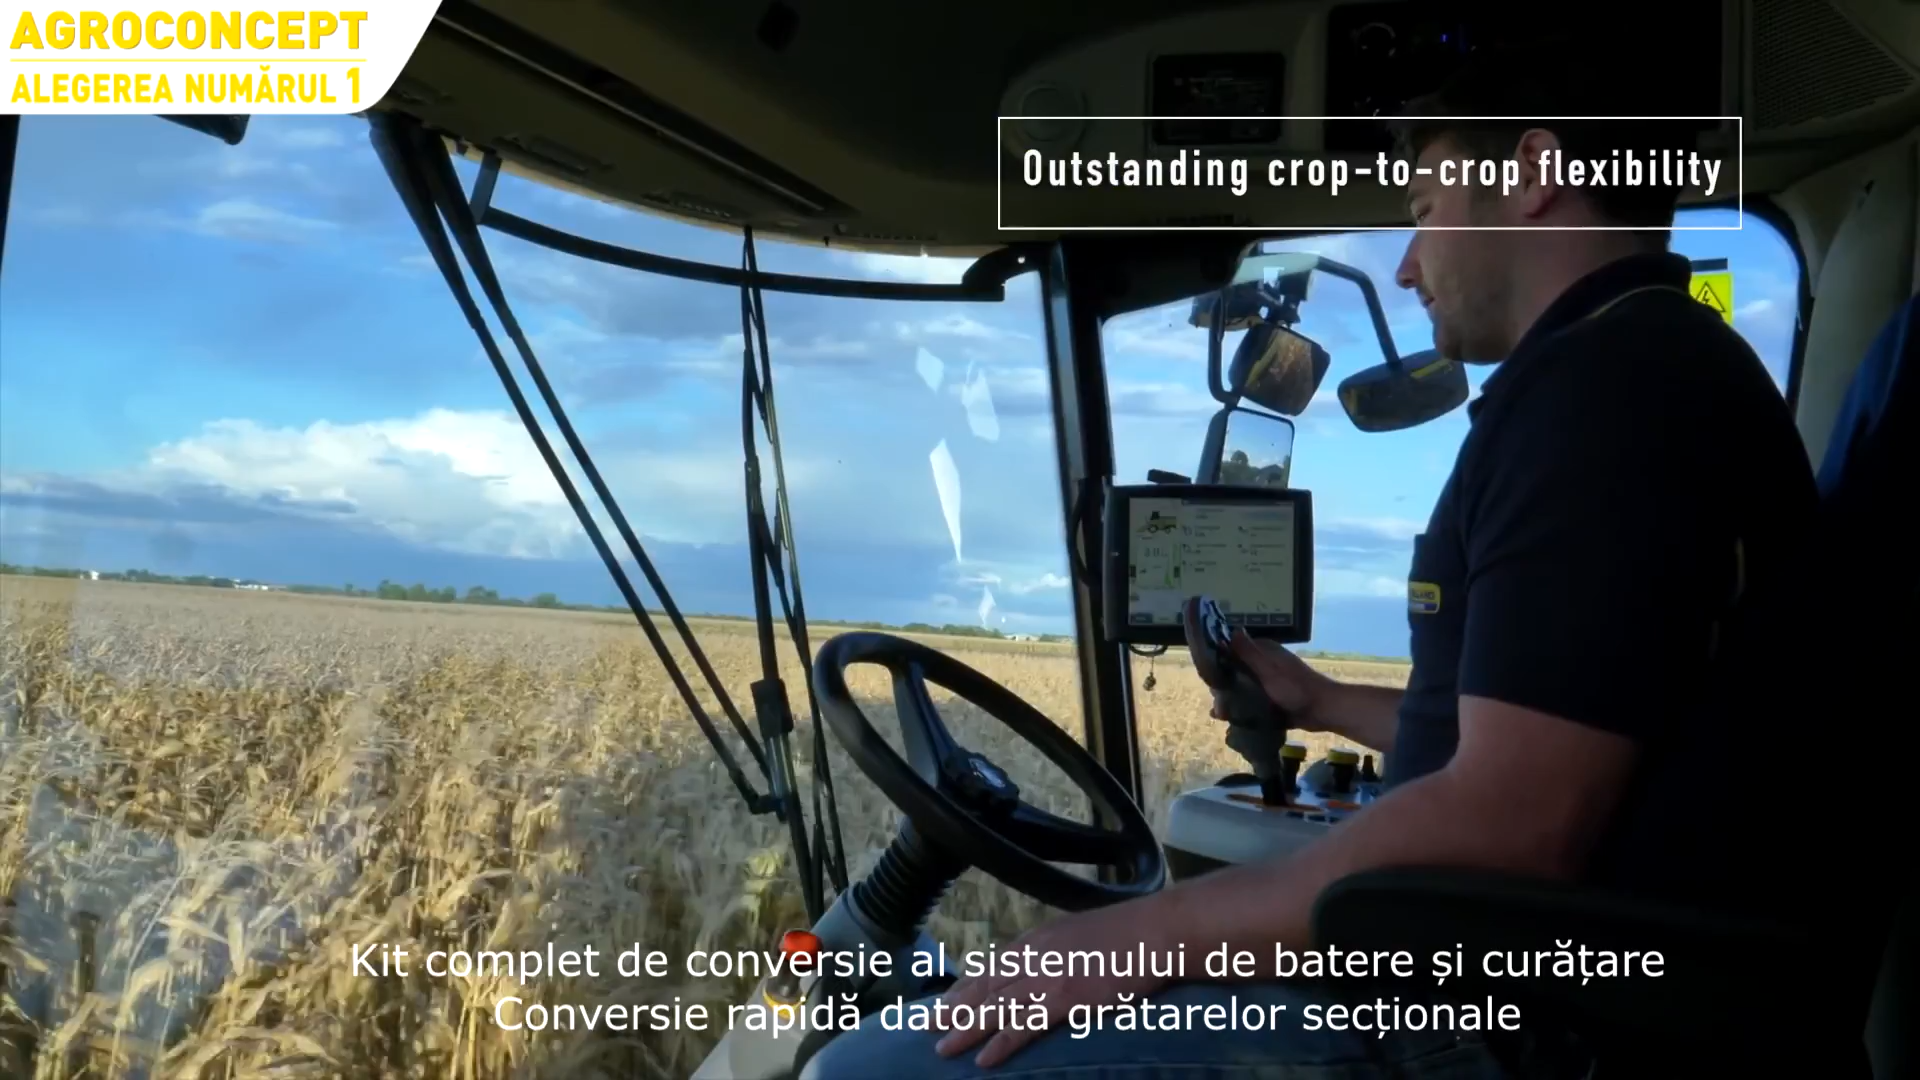 AGROCONCEPT
ALEGEREA NUMĂRUL 1
Outstanding crop-to-crop flexibility
Kit complet de conversie al sistemului de batere și curățare
Conversie rapidă datorită grătarelor secționale